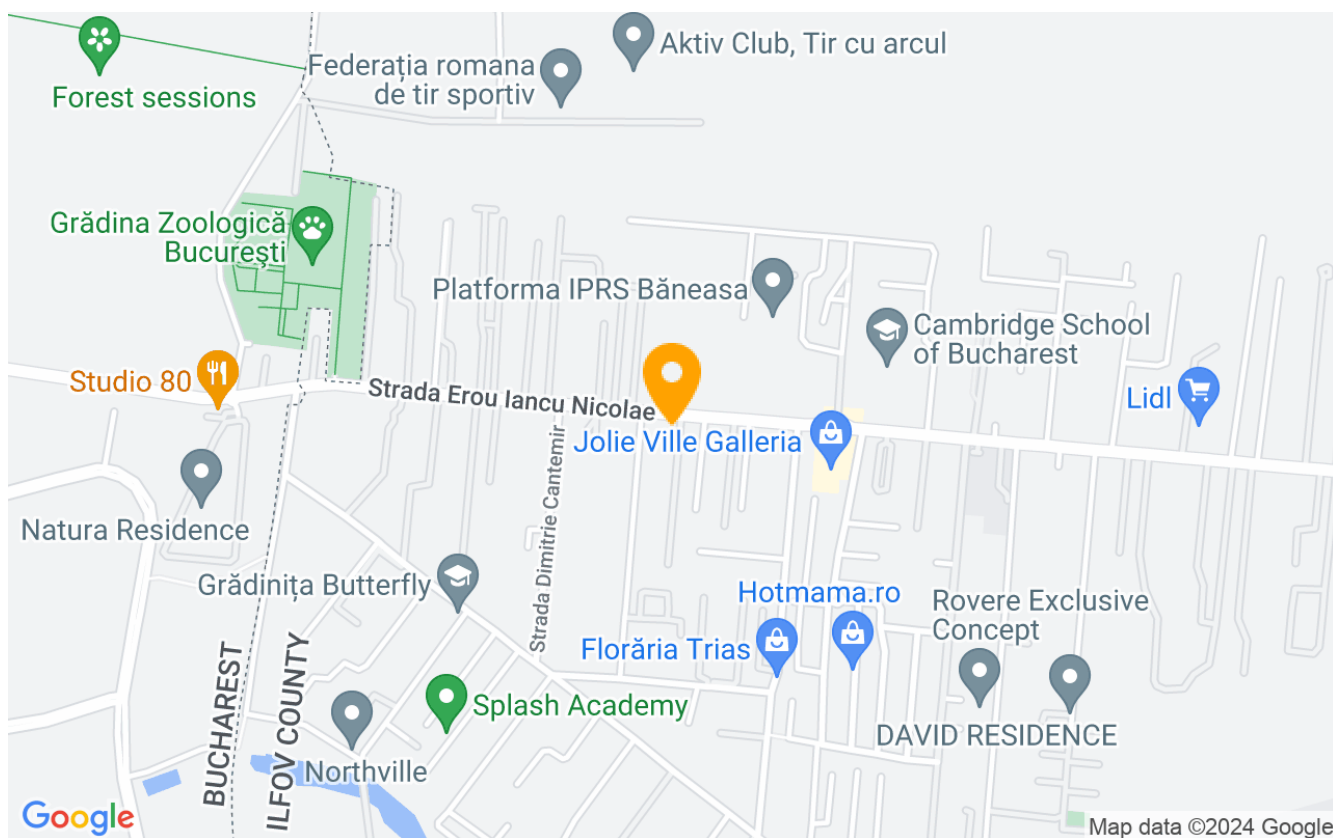 Aktiv Club, Tir cu arcul
Federația romana
de tir sportiv
Forest sessions
Grădina Zoologică
București
Platforma IPRS Băneasa
Cambridge School
of Bucharest
Studio 80
Strada Erou Iancu Nicolae
Lidl
Jolie Ville Galleria
Natura Residence
Strada Dimitrie Cantemir
Grădinița Butterfly
Hotmama.ro
Rovere Exclusive
Concept
Florăria Trias
BUCHAREST
ILFOV COUNTY
Splash Academy
DAVID RESIDENCE
Northville
Google
Map data ©2024 Google